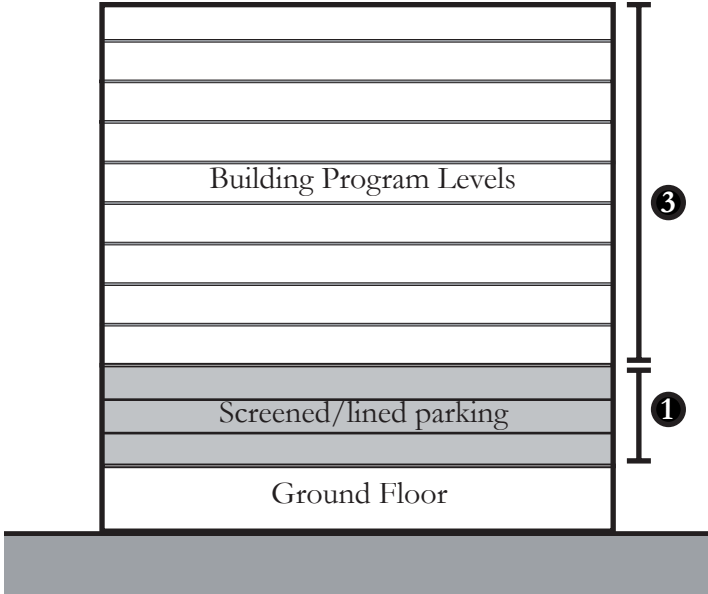 Building Program Levels
3
Screened/lined parking
1
Ground Floor